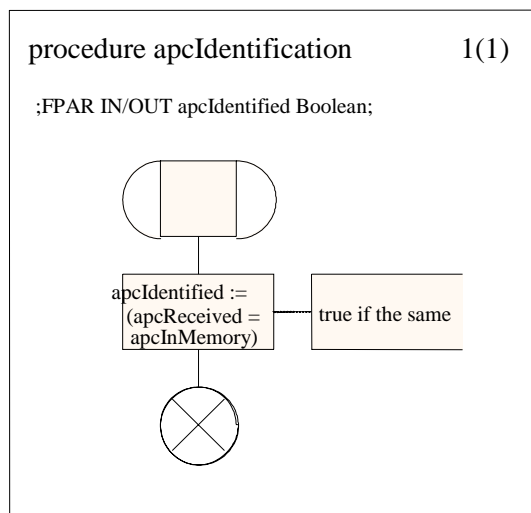 procedure apcIdentification 1(1)
;FPAR IN/OUT apcIdentified Boolean;
apcIdentified :=
(apcReceived =
apcInMemory)
true if the same